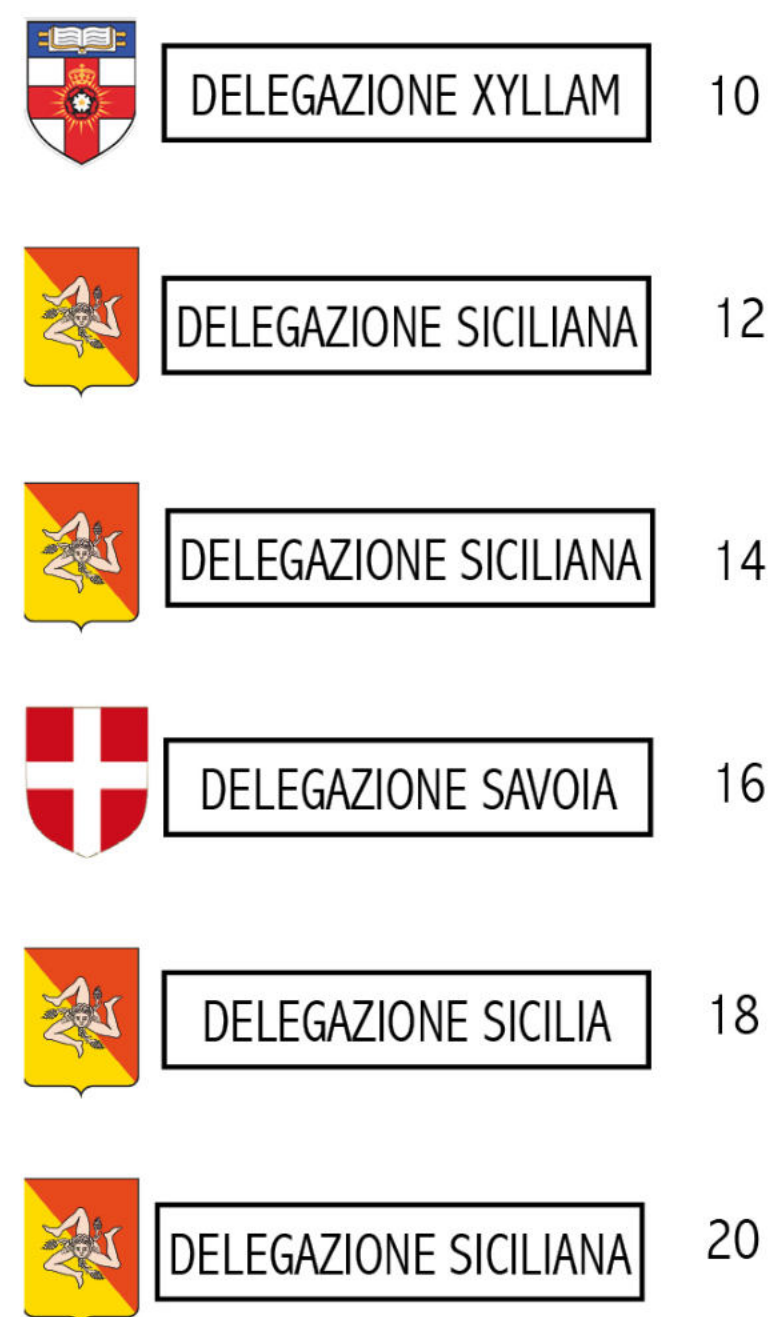 DELEGAZIONE XYLLAM 10
DELEGAZIONE SICILIANA 12
DELEGAZIONE SICILIANA 14
DELEGAZIONE SAVOIA 16
DELEGAZIONE SICILIA 18
DELEGAZIONE SICILIANA 20